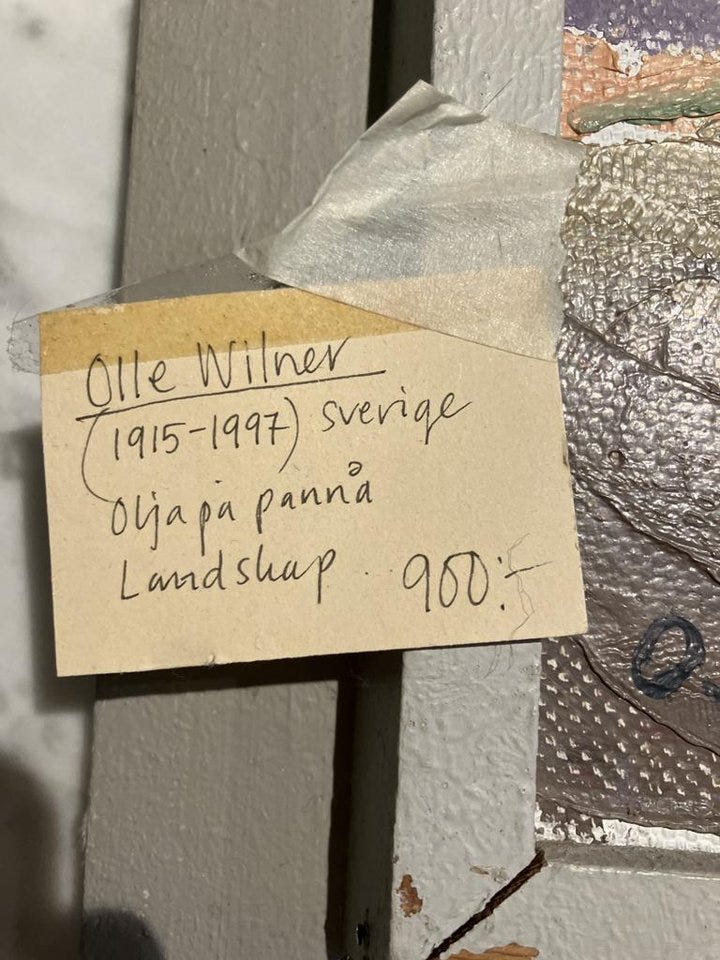 Olle Wilner
(1915-1997) Sverige
Olja på pannå
Landskap .. 900:-
O.